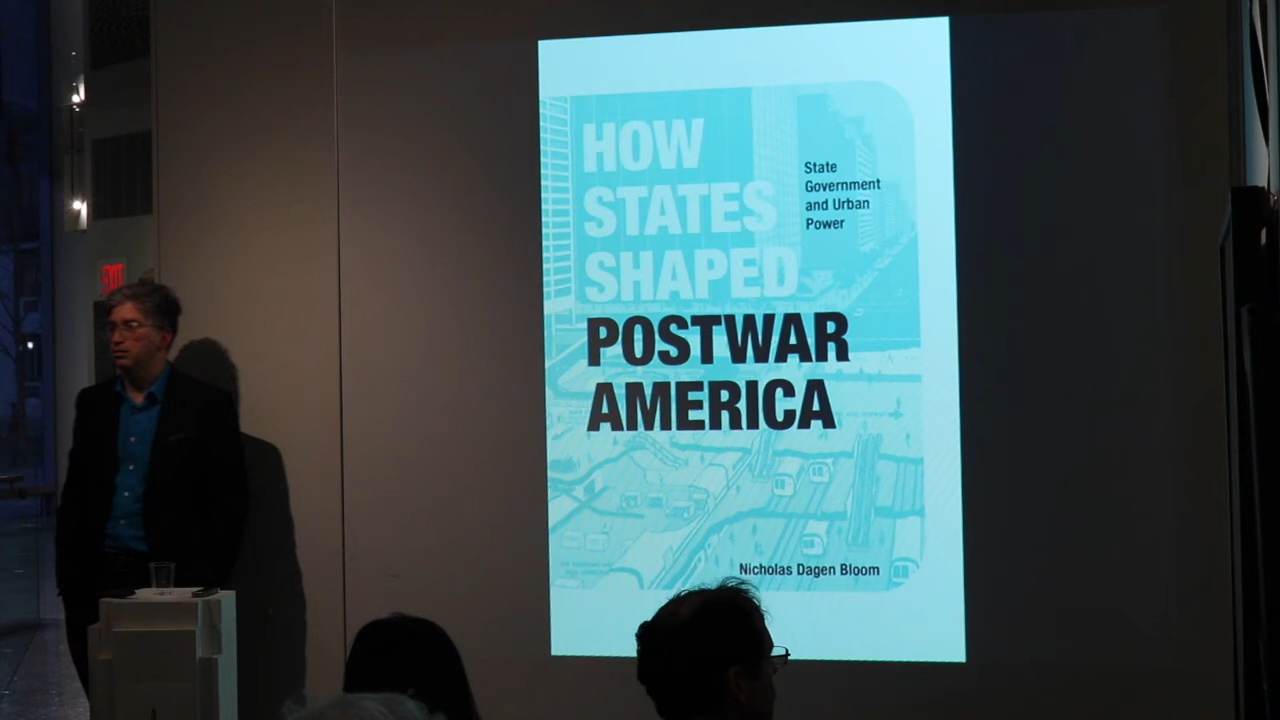 EXIT
HOW
STATES
SHAPED
POSTWAR
AMERICA
State
Government
and Urban
Power
Nicholas Dagen Bloom